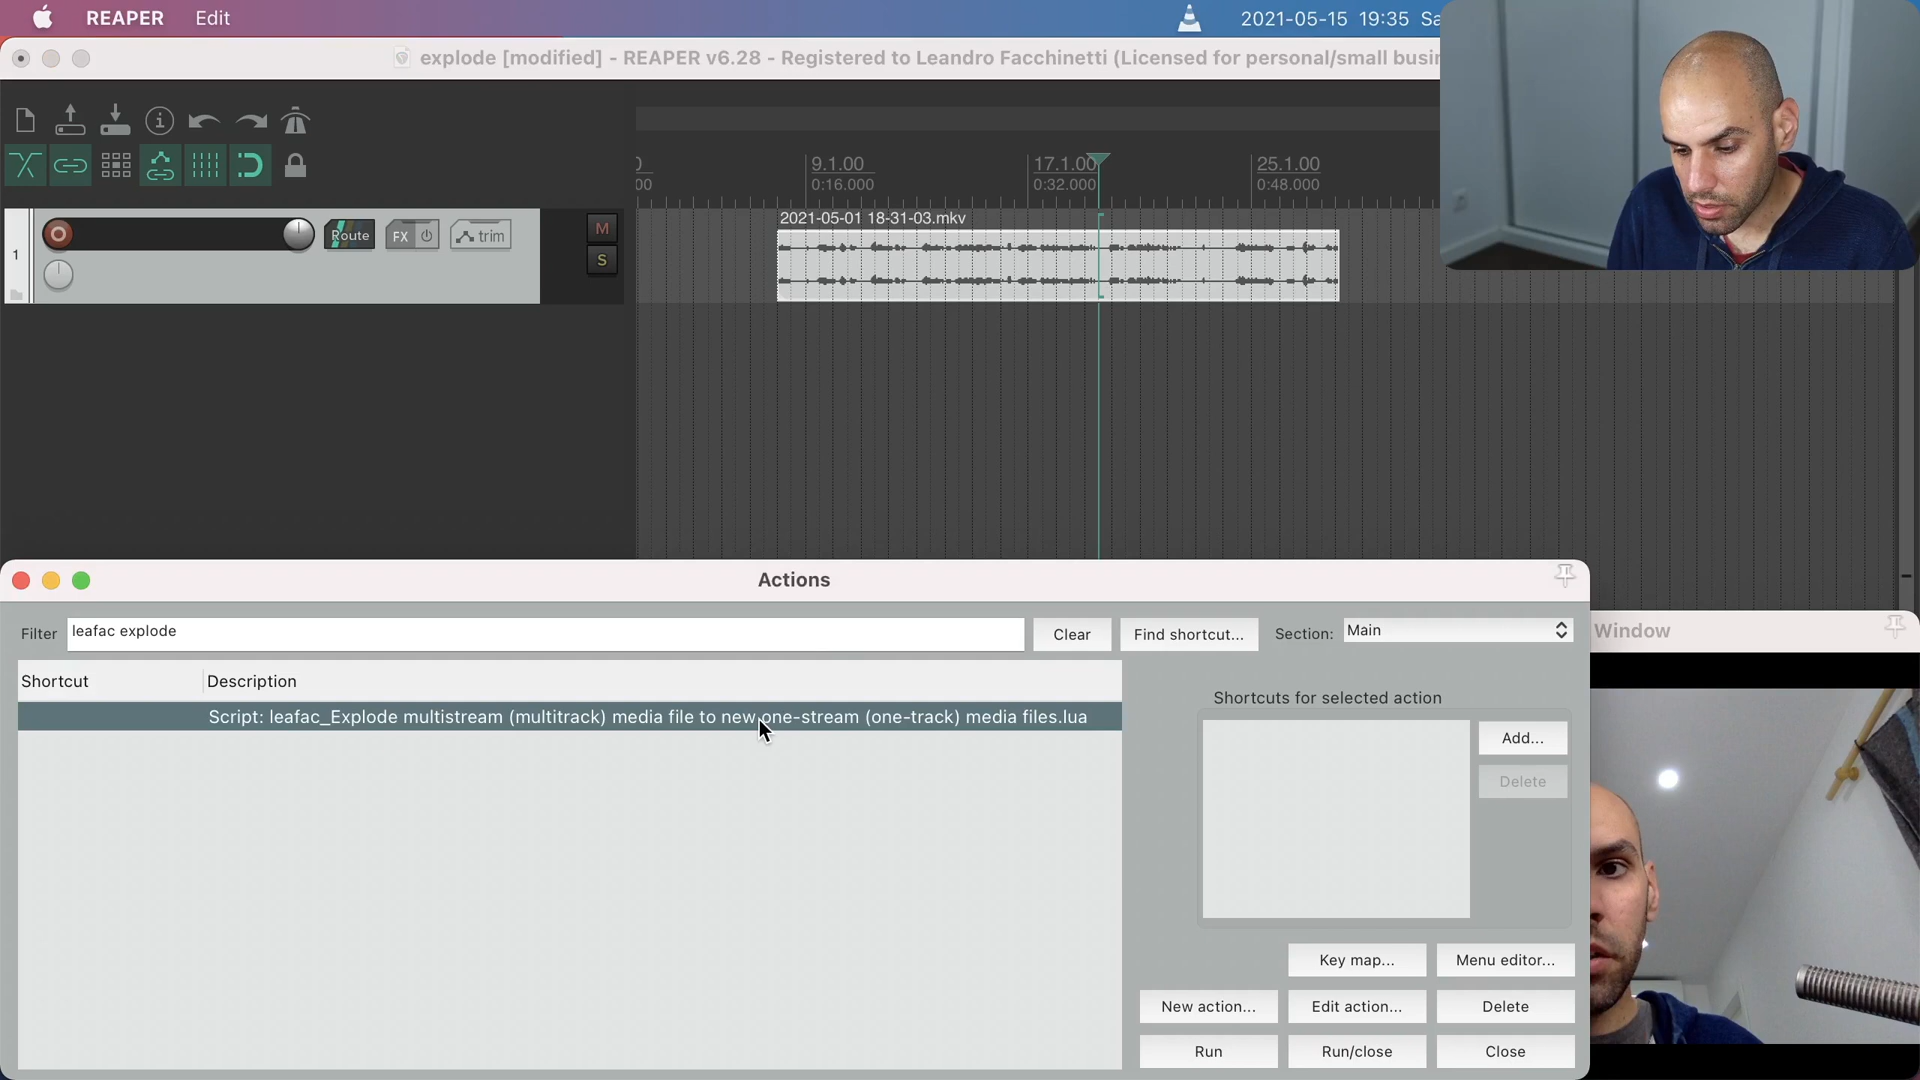 REAPER Edit
2021-05-15 19:35 Sa
explode [modified] - REAPER v6.28 - Registered to Leandro Facchinetti (Licensed for personal/small busi
9.1.00
0:16.000
17.1.00
0:32.000
25.1.00
0:48.000
00
1
Route
FX
trim
M
S
2021-05-01 18-31-03.mkv
Actions
Filter
leafac explode
Clear
Find shortcut...
Section:
Main
Window
Shortcut
Description
Script: leafac_Explode multistream (multitrack) media file to new one-stream (one-track) media files.lua
Shortcuts for selected action
Add...
Delete
Key map...
Menu editor...
New action...
Edit action...
Delete
Run
Run/close
Close